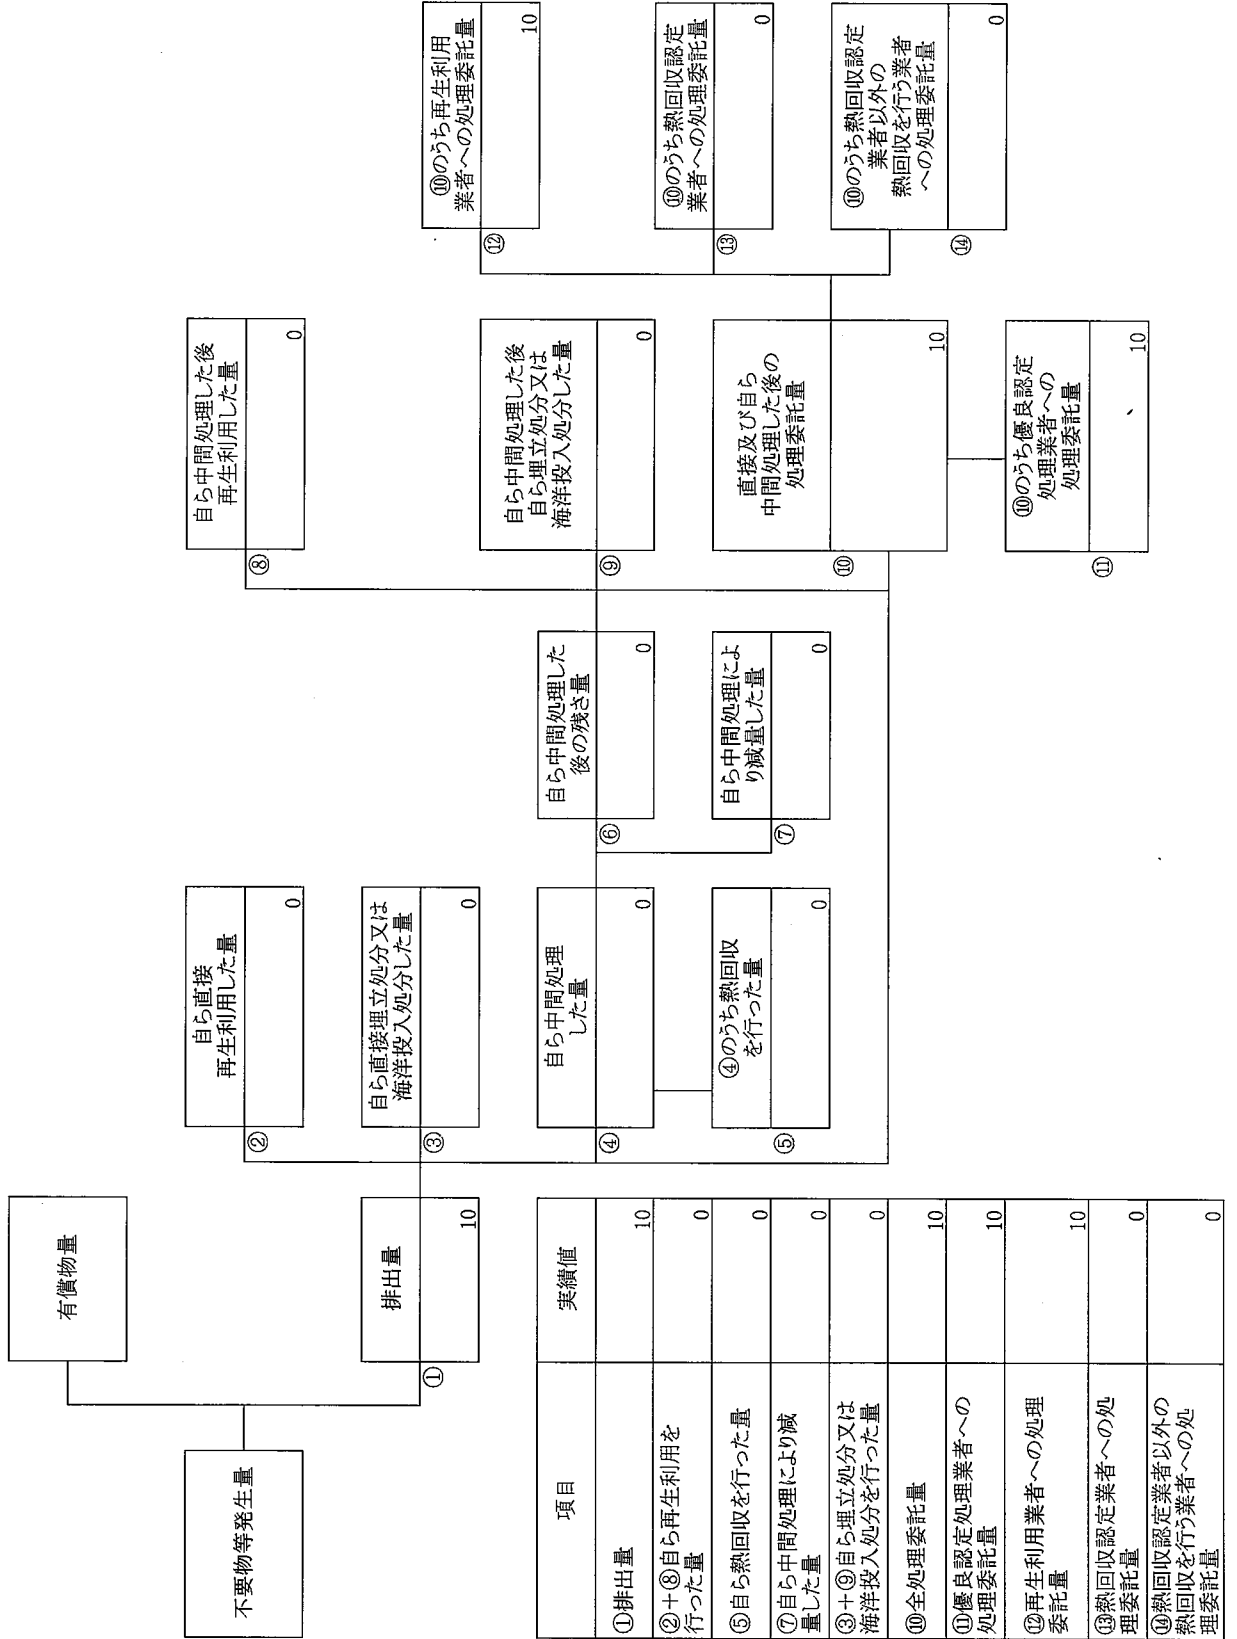 有償物量
不要物等発生量
排出量
①
10
自ら直接
再生利用した量
②
0
自ら直接埋立処分又は
海洋投入処分した量
③
0
自ら中間処理
した量
④
0
④のうち熱回収
を行った量
⑤
0
自ら中間処理した
後の残さ量
⑥
0
自ら中間処理によ
り減量した量
⑦
0
自ら中間処理した後
再生利用した量
⑧
0
自ら中間処理した後
自ら埋立処分又は
海洋投入処分した量
⑨
0
直接及び自ら
中間処理した後の
処理委託量
⑩
10
⑩のうち優良認定
処理業者への
処理委託量
⑪
10
⑩のうち再生利用
業者への処理委託量
⑫
10
⑩のうち熱回収認定
業者への処理委託量
⑬
0
⑩のうち熱回収認定
業者以外の
熱回収を行う業者
への処理委託量
⑭
0
項目 実績値
①排出量 10
②+⑧自ら再生利用を
行った量 0
⑤自ら熱回収を行った量 0
⑦自ら中間処理により減
量した量 0
③+⑨自ら埋立処分又は
海洋投入処分を行った量 0
⑩全処理委託量 10
⑪優良認定処理業者への
処理委託量 10
⑫再生利用業者への処理
委託量 10
⑬熱回収認定業者への処
理委託量 0
⑭熱回収認定業者以外の
熱回収を行う業者への処
理委託量 0